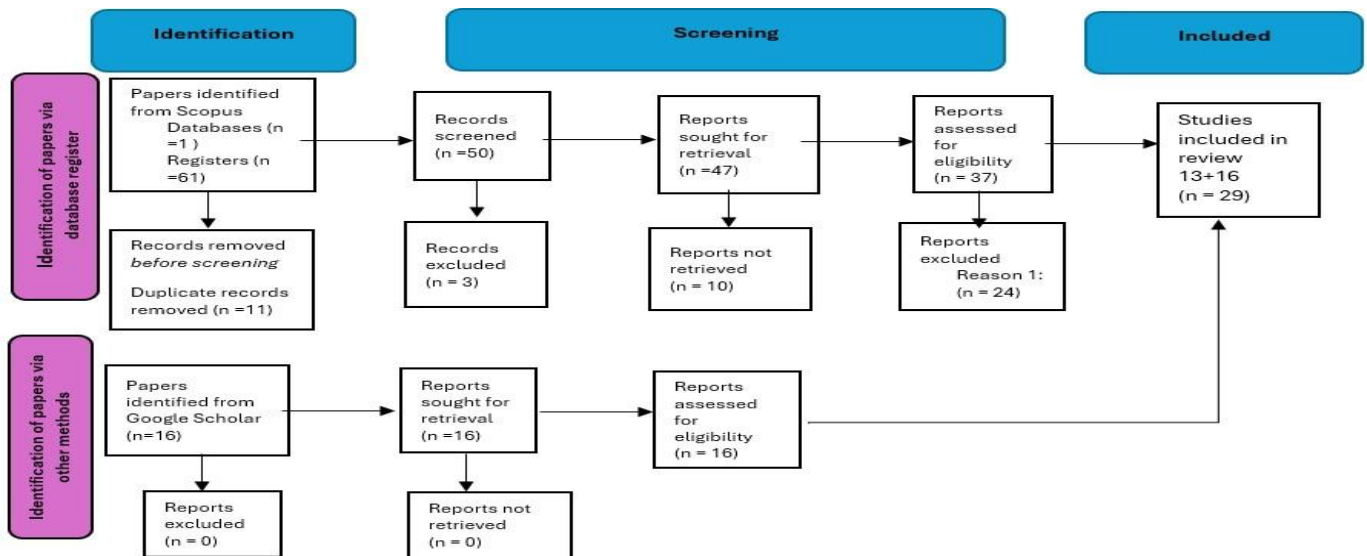 Identification
Screening
Included
Identification of papers via
database register
Papers identified
from Scopus
Databases (n
=1 )
Registers (n
=61)
Records
screened
(n =50)
Reports
sought for
retrieval
(n =47)
Reports
assessed
for
eligibility
(n = 37)
Studies
included in
review
13+16
(n = 29)
Records removed
before screening
Duplicate records
removed (n =11)
Records
excluded
(n = 3)
Reports not
retrieved
(n = 10)
Reports
excluded
Reason 1:
(n = 24)
Identification of papers via
other methods
Papers
identified from
Google Scholar
(n=16)
Reports
sought for
retrieval
(n =16)
Reports
assessed
for
eligibility
(n = 16)
Reports
excluded
(n = 0)
Reports not
retrieved
(n = 0)